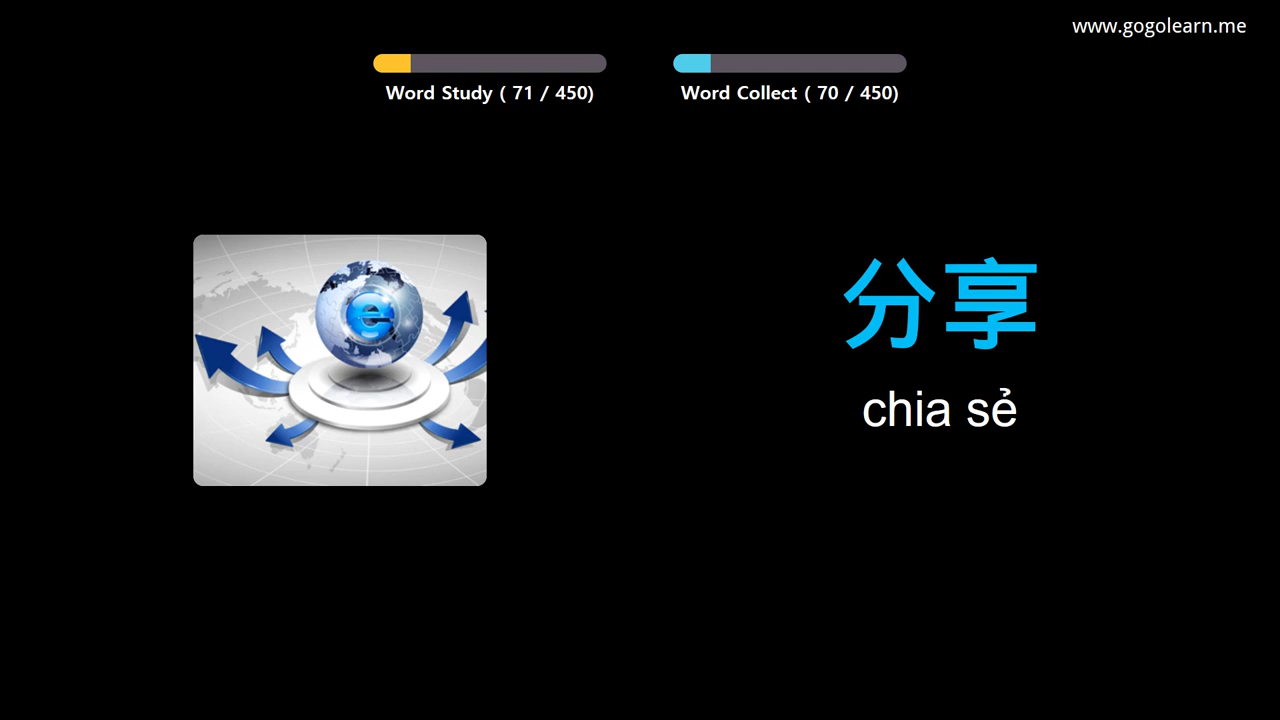 www.gogolearn.me
Word Study ( 71 / 450)
Word Collect ( 70 / 450)
e
分享
chia sẻ